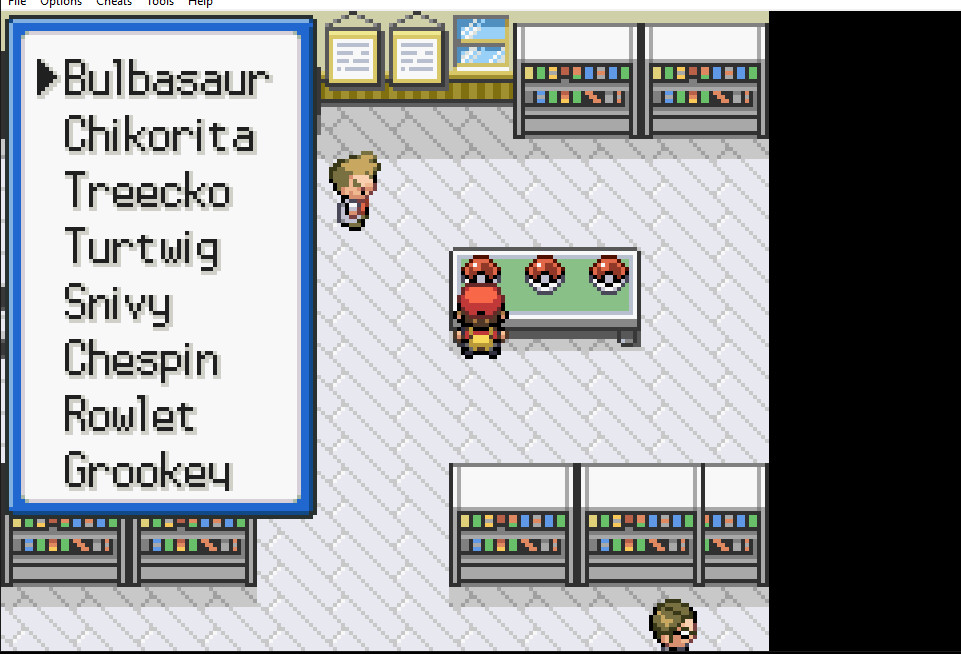 File Options Cheats Tools Help
Bulbasaur
Chikorita
Treecko
Turtwig
Snivy
Chespin
Rowlet
Grookey